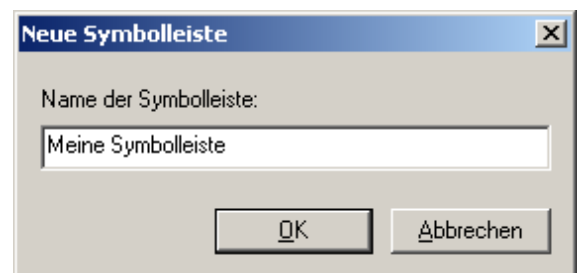 Neue Symbolleiste
Name der Symbolleiste:
Meine Symbolleiste
OK Abbrechen